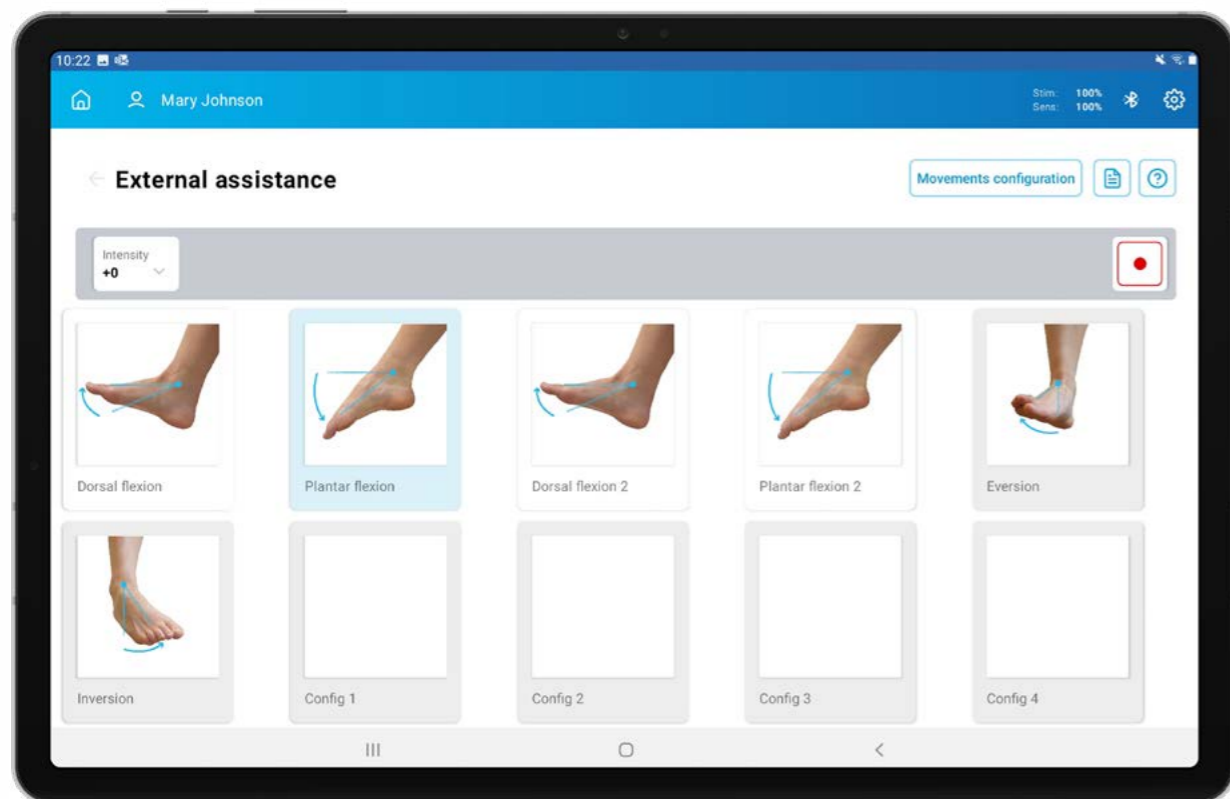 10:22
Mary Johnson
Stim: 100%
Sens: 100%
External assistance
Movements configuration
Intensity
+0
Dorsal flexion
Plantar flexion
Dorsal flexion 2
Plantar flexion 2
Eversion
Inversion
Config 1
Config 2
Config 3
Config 4